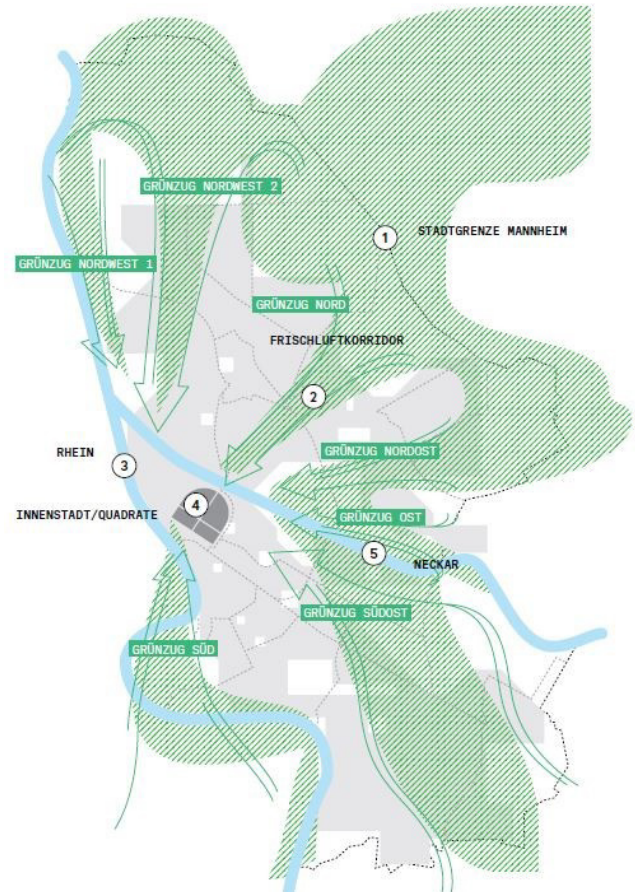 GRÜNZUG NORDWEST 2
1
STADTGRENZE MANNHEIM
GRÜNZUG NORDWEST 1
GRÜNZUG NORD
FRISCHLUFTKORRIDOR
2
RHEIN
3
GRÜNZUG NORDOST
4
INNENSTADT/QUADRATE
GRÜNZUG OST
5
NECKAR
GRÜNZUG SÜDOST
GRÜNZUG SÜD